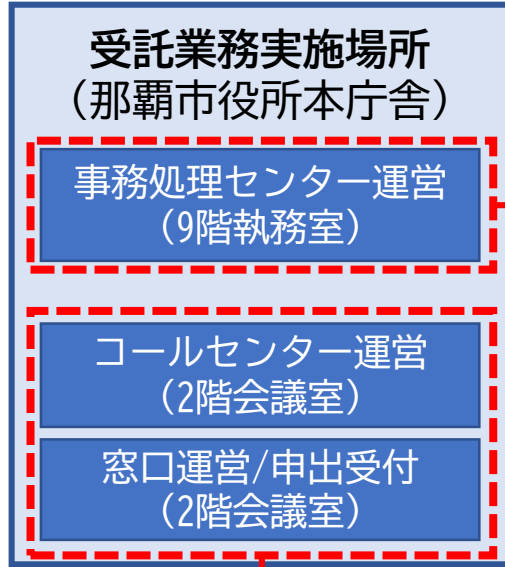 受託業務実施場所
（那覇市役所本庁舎）
事務処理センター運営
（9階執務室）
コールセンター運営
（2階会議室）
窓口運営/申出受付
（2階会議室）